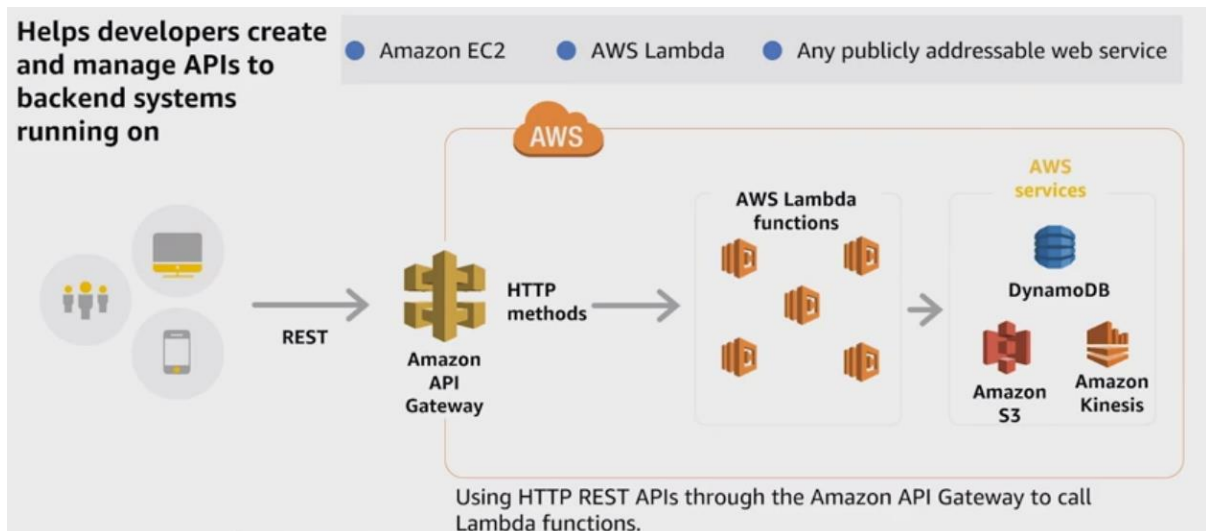 Helps developers create
and manage APIs to
backend systems
running on
Amazon EC2
AWS Lambda
Any publicly addressable web service
AWS
AWS
services
AWS Lambda
functions
DynamoDB
HTTP
methods
REST
Amazon
API
Gateway
Amazon
S3
Amazon
Kinesis
Using HTTP REST APIs through the Amazon API Gateway to call
Lambda functions.